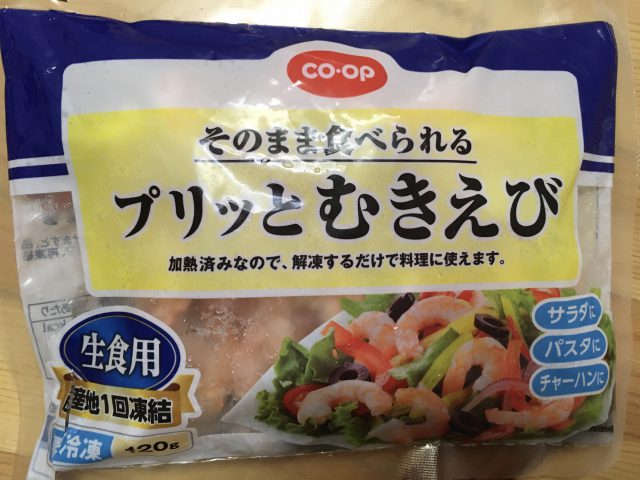 CO·OP
そのまま食べられる
プリッとむきえび
加熱済みなので、解凍するだけで料理に使えます。
サラダに
パスタに
チャーハンに
生食用
産地1回凍結
要冷凍
120g